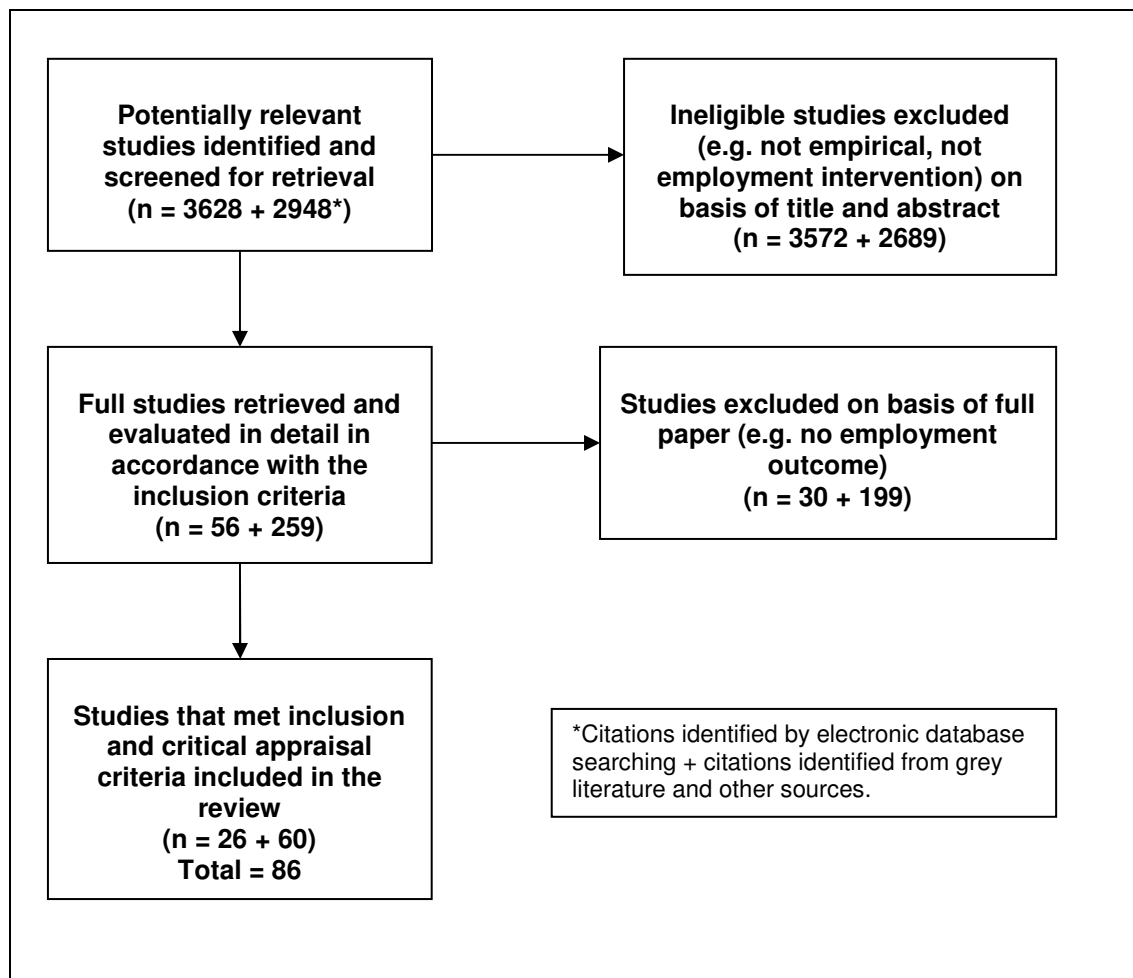 Potentially relevant
studies identified and
screened for retrieval
(n = 3628 + 2948*)
Ineligible studies excluded
(e.g. not empirical, not
employment intervention) on
basis of title and abstract
(n = 3572 + 2689)
Full studies retrieved and
evaluated in detail in
accordance with the
inclusion criteria
(n = 56 + 259)
Studies excluded on basis of full
paper (e.g. no employment
outcome)
(n = 30 + 199)
Studies that met inclusion
and critical appraisal
criteria included in the
review
(n = 26 + 60)
Total = 86
*Citations identified by electronic database
searching + citations identified from grey
literature and other sources.